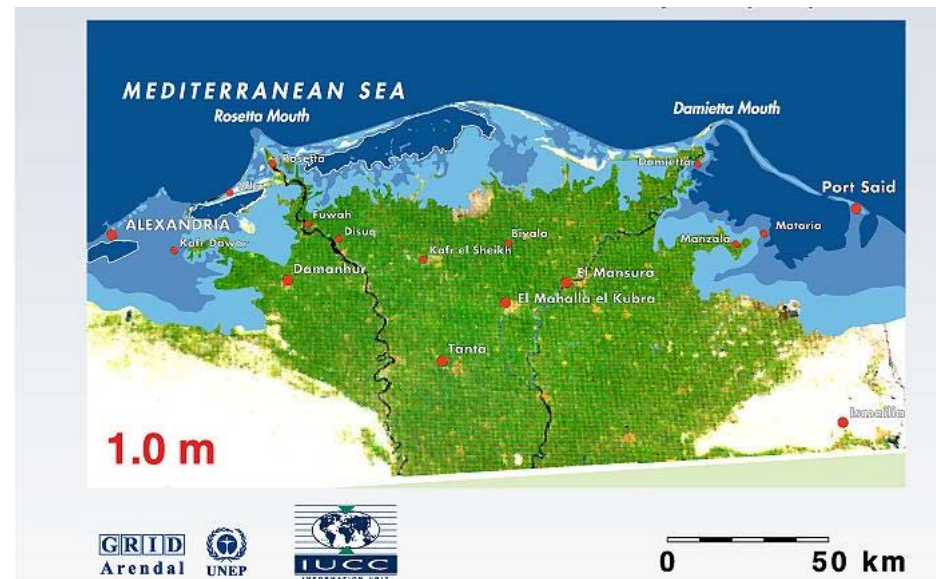 MEDITERRANEAN SEA
Rosetta Mouth
Damietta Mouth
Rosetta
Damietta
Port Said
ALEXANDRIA
Fuwah
Disuq
Biyala
Manzala
Mataria
Kafr Dawar
Kafr el Sheikh
Damanhur
El Mansura
El Mahalla el Kubra
Tanta
Ismailia
1.0 m
GRID
Arendal
UNEP
IUCC
INFORMATION UNIT
0 50 km